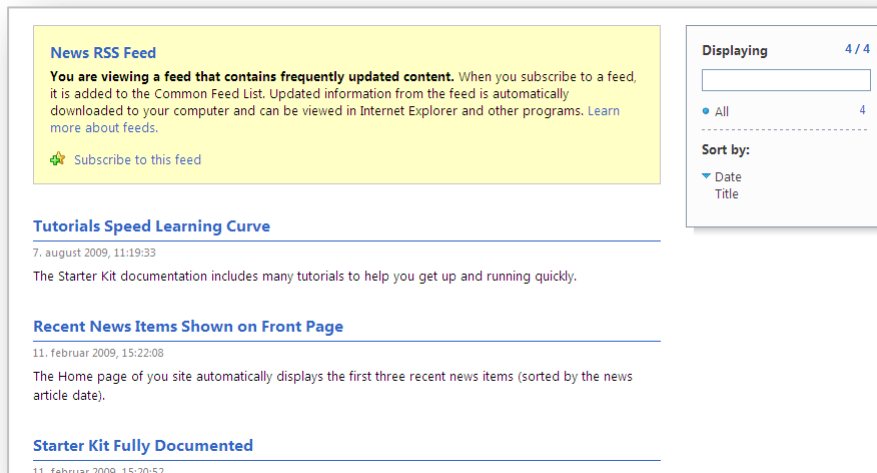 News RSS Feed
You are viewing a feed that contains frequently updated content. When you subscribe to a feed,
it is added to the Common Feed List. Updated information from the feed is automatically
downloaded to your computer and can be viewed in Internet Explorer and other programs. Learn
more about feeds.
Subscribe to this feed
Tutorials Speed Learning Curve
7. august 2009, 11:19:33
The Starter Kit documentation includes many tutorials to help you get up and running quickly.
Recent News Items Shown on Front Page
11. februar 2009, 15:22:08
The Home page of you site automatically displays the first three recent news items (sorted by the news
article date).
Starter Kit Fully Documented
11. februar 2009, 15:20:52
Displaying 4 / 4
All 4
Sort by:
Date
Title